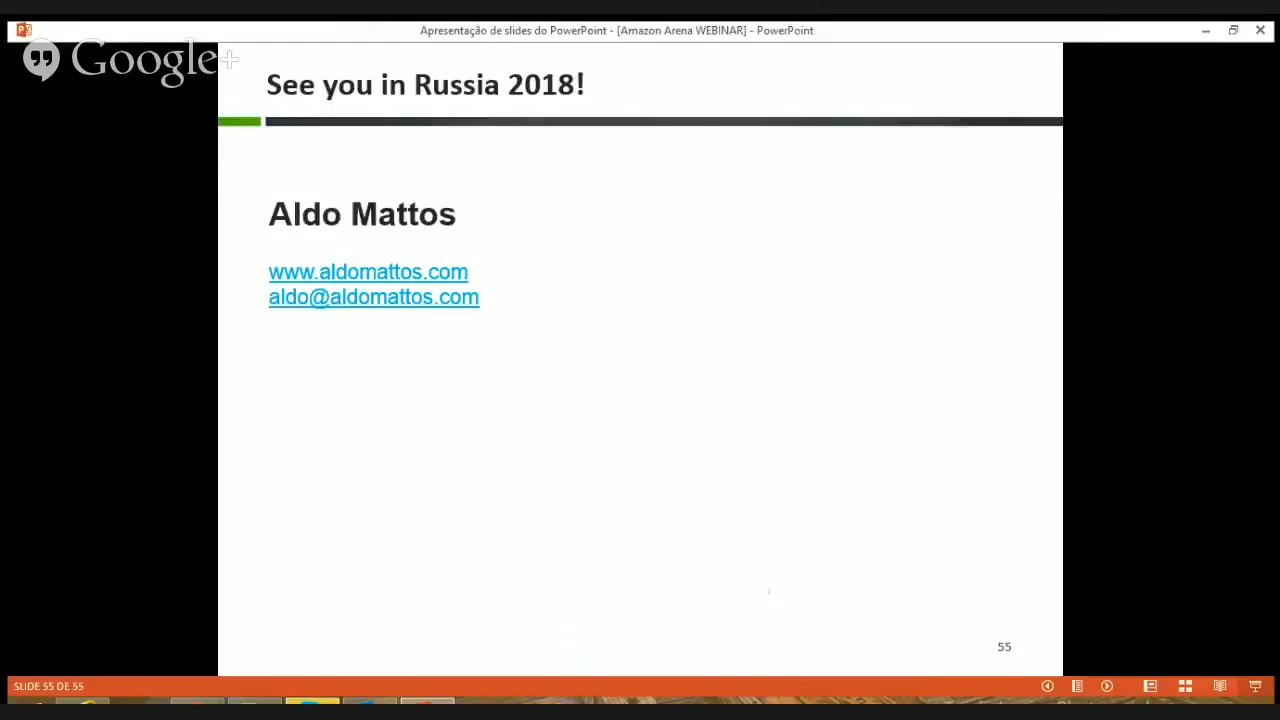 Apresentação de slides do PowerPoint - [Amazon Arena WEBINAR] - PowerPoint
Google+
See you in Russia 2018!
Aldo Mattos
www.aldomattos.com
aldo@aldomattos.com
55
SLIDE 55 DE 55